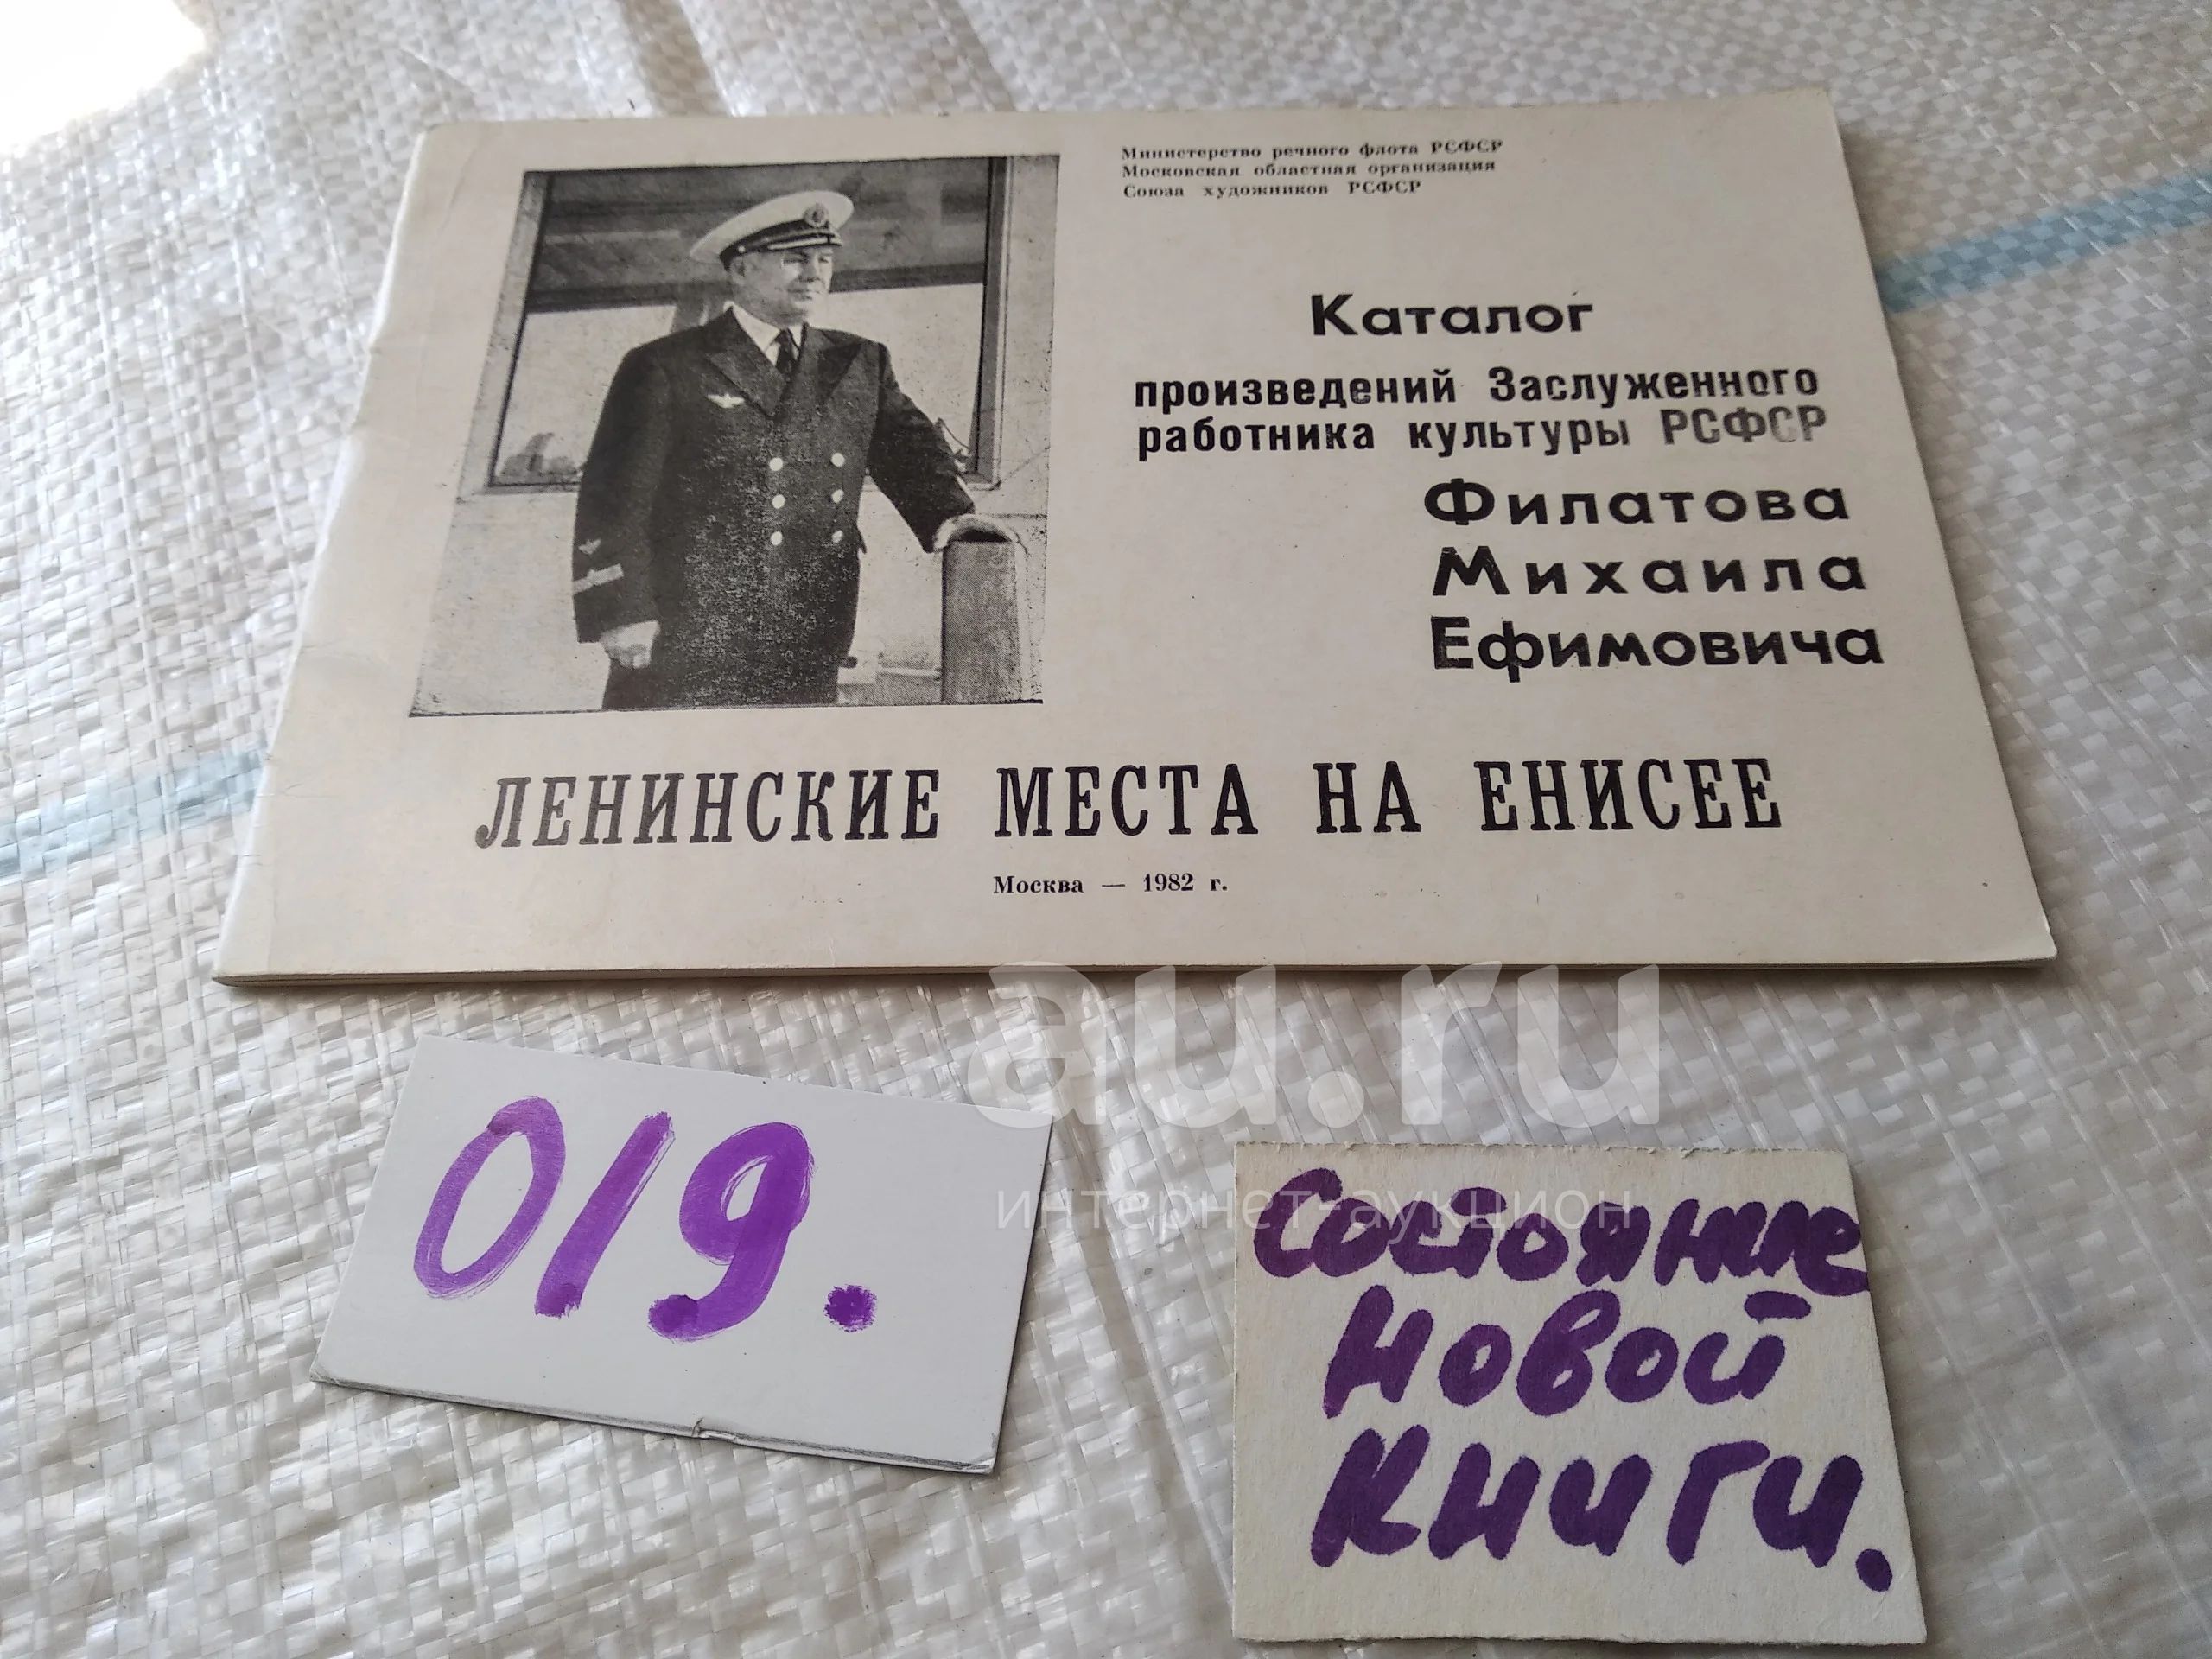 Министерство речного флота РСФСР
Московская областная организация
Союза художников РСФСР
Каталог
произведений Заслуженного
работника культуры РСФСР
Филатова
Михаила
Ефимовича
ЛЕНИНСКИЕ МЕСТА НА ЕНИСЕЕ
Москва — 1982 г.
au.ru
интернет-аукцион
019.
Состояние
новой
книги.